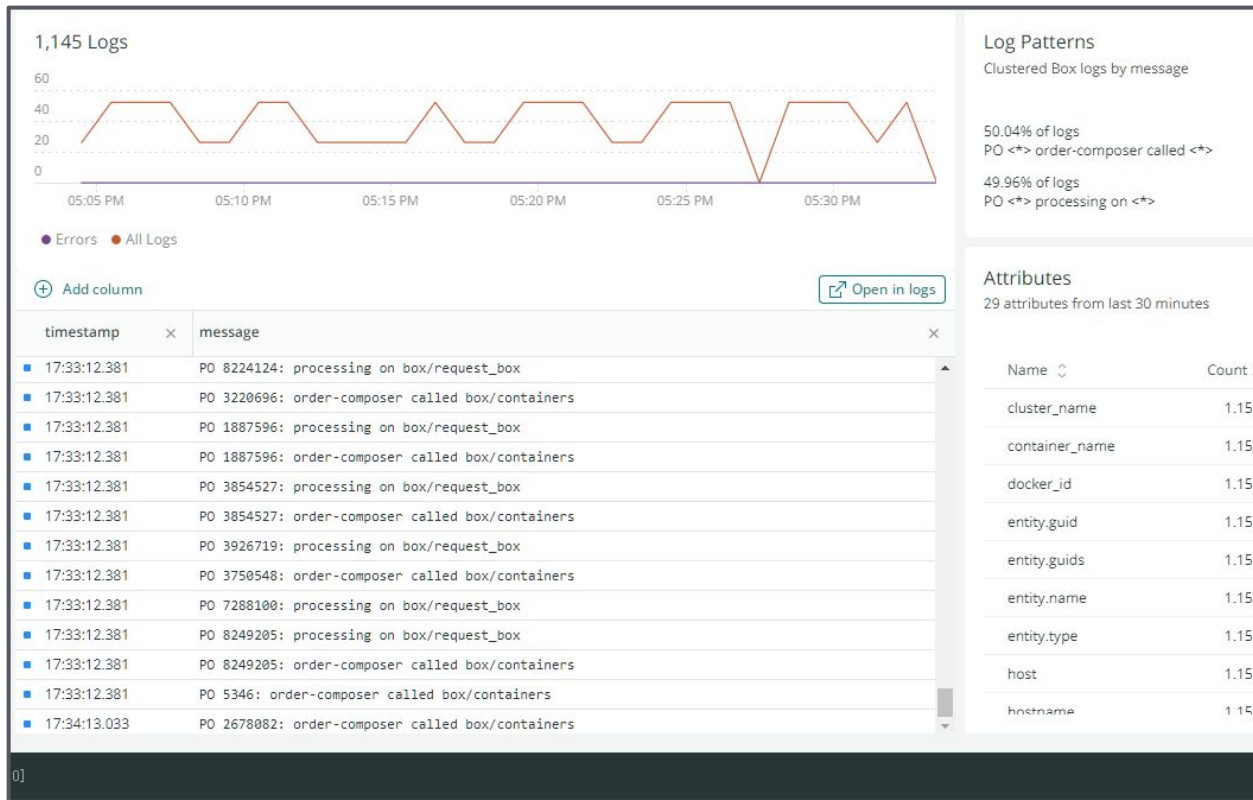 1,145 Logs
60
40
20
0
05:05 PM 05:10 PM 05:15 PM 05:20 PM 05:25 PM 05:30 PM
Errors All Logs
Add column
Open in logs
timestamp × message ×
17:33:12.381 PO 8224124: processing on box/request_box
17:33:12.381 PO 3220696: order-composer called box/containers
17:33:12.381 PO 1887596: processing on box/request_box
17:33:12.381 PO 1887596: order-composer called box/containers
17:33:12.381 PO 3854527: processing on box/request_box
17:33:12.381 PO 3854527: order-composer called box/containers
17:33:12.381 PO 3926719: processing on box/request_box
17:33:12.381 PO 3750548: order-composer called box/containers
17:33:12.381 PO 7288100: processing on box/request_box
17:33:12.381 PO 8249205: processing on box/request_box
17:33:12.381 PO 8249205: order-composer called box/containers
17:33:12.381 PO 5346: order-composer called box/containers
17:34:13.033 PO 2678082: order-composer called box/containers
Log Patterns
Clustered Box logs by message
50.04% of logs
PO <*> order-composer called <*>
49.96% of logs
PO <*> processing on <*>
Attributes
29 attributes from last 30 minutes
Name Count
cluster_name 1.15
container_name 1.15
docker_id 1.15
entity.guid 1.15
entity.guids 1.15
entity.name 1.15
entity.type 1.15
host 1.15
hostname 1.15
0]